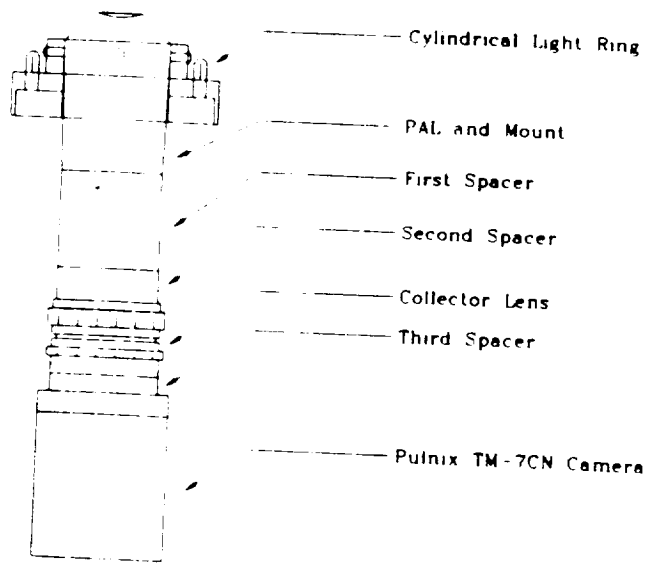 Cylindrical Light Ring
PAL and Mount
First Spacer
Second Spacer
Collector Lens
Third Spacer
Pulnix TM-7CN Camera